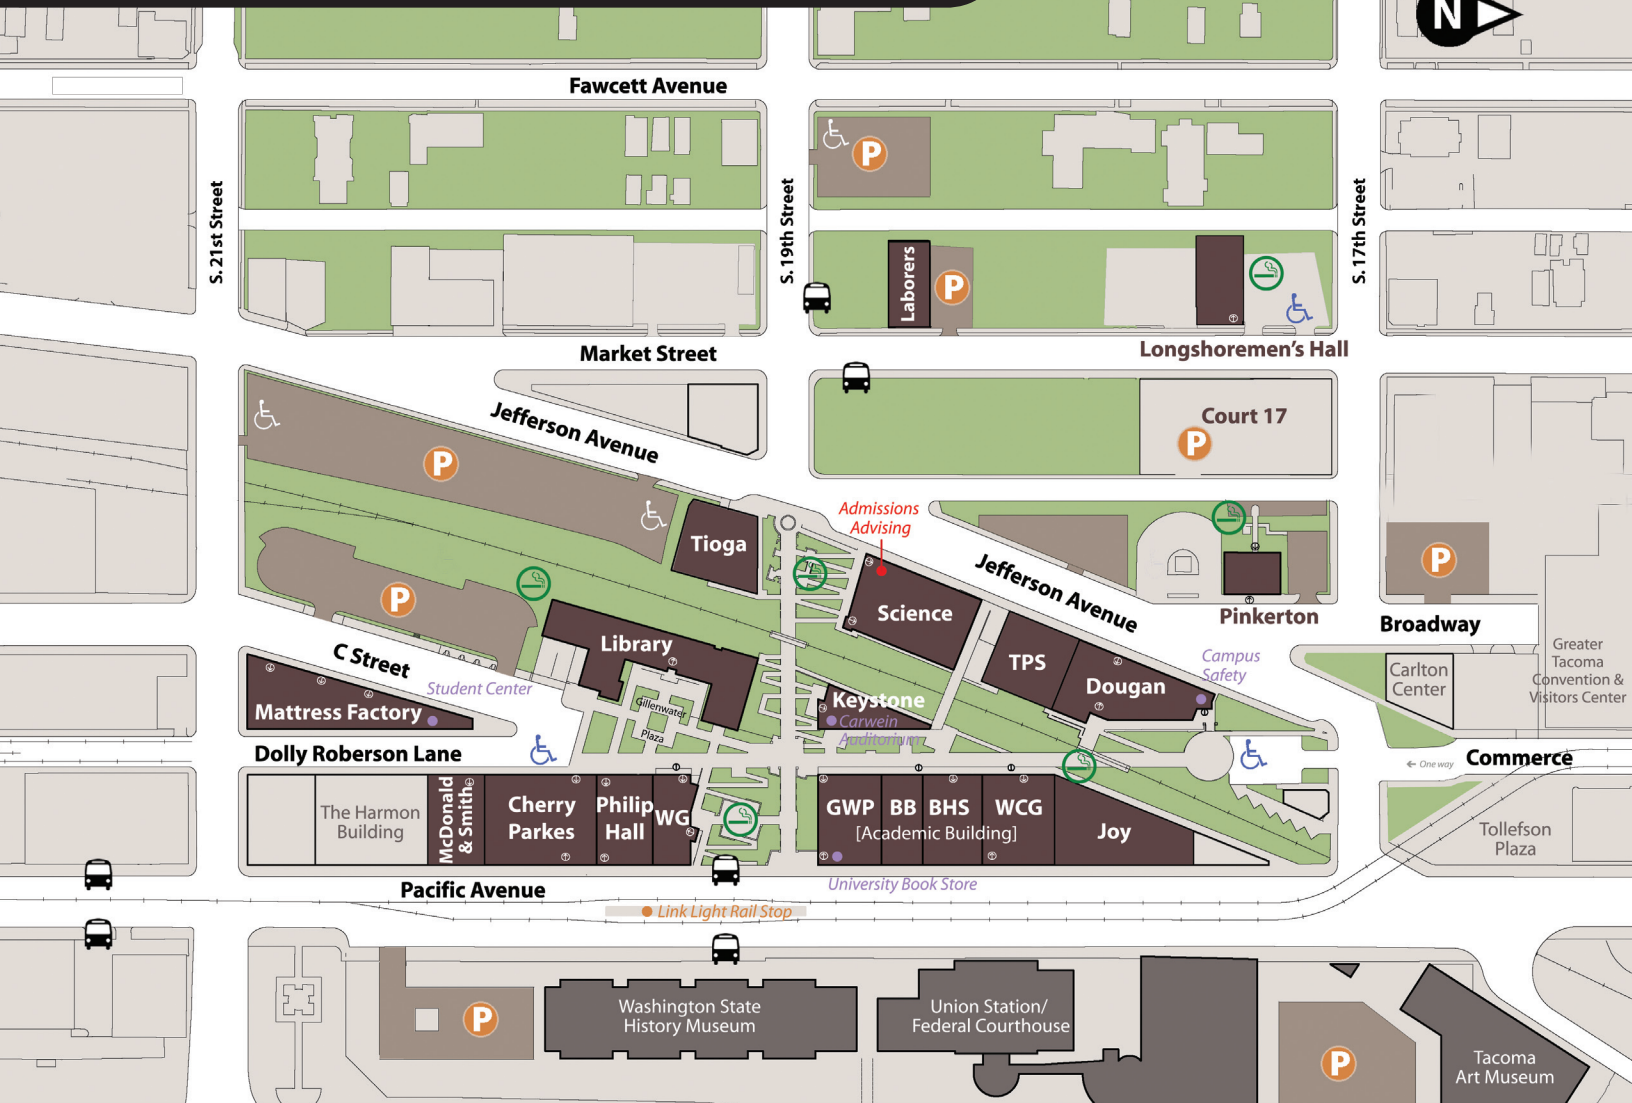 N
Fawcett Avenue
S. 21st Street
S. 19th Street
S. 17th Street
P
Laborers
P
Market Street
Longshoremen's Hall
Jefferson Avenue
Court 17
P
P
Admissions
Advising
Tioga
Jefferson Avenue
P
Science
Pinkerton
Broadway
P
Library
C Street
Student Center
Mattress Factory
Gillenwater
Plaza
TPS
Dougan
Campus
Safety
Keystone
Carwein
Auditorium
Carlton
Center
Greater
Tacoma
Convention &
Visitors Center
Dolly Roberson Lane
One way
Commerce
The Harmon
Building
McDonald
& Smith
Cherry
Parkes
Philip
Hall
WG
GWP
BB
BHS
WCG
[Academic Building]
Joy
Tollefson
Plaza
Pacific Avenue
University Book Store
Link Light Rail Stop
P
Washington State
History Museum
Union Station/
Federal Courthouse
P
Tacoma
Art Museum